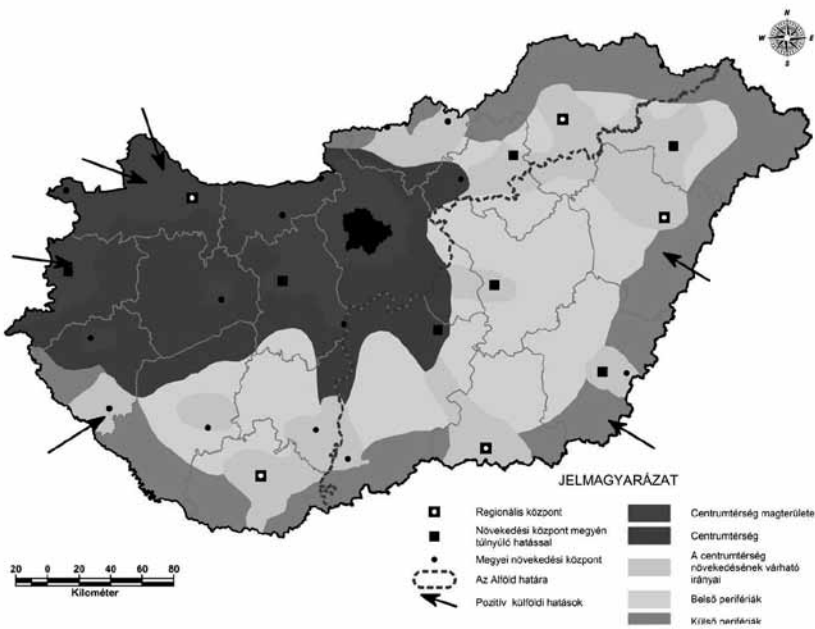 N
W E
S
JELMAGYARÁZAT
Regionális központ
Növekedési központ megyén
túlnyúló hatással
Megyei növekedési központ
Az Alföld határa
Pozitív külföldi hatások
Centrumtérség magterülete
Centrumtérség
A centrumtérség
növekedésének várható
irányai
Belső perifériák
Külső perifériák
20 0 20 40 60 80
Kilométer